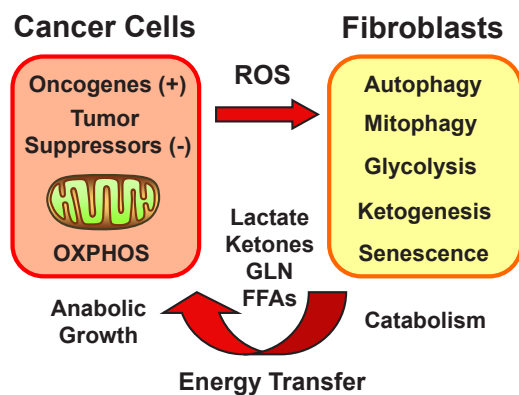 Cancer Cells
Oncogenes (+)
Tumor
Suppressors (-)
OXPHOS
Anabolic
Growth
ROS
Lactate
Ketones
GLN
FFAs
Energy Transfer
Fibroblasts
Autophagy
Mitophagy
Glycolysis
Ketogenesis
Senescence
Catabolism